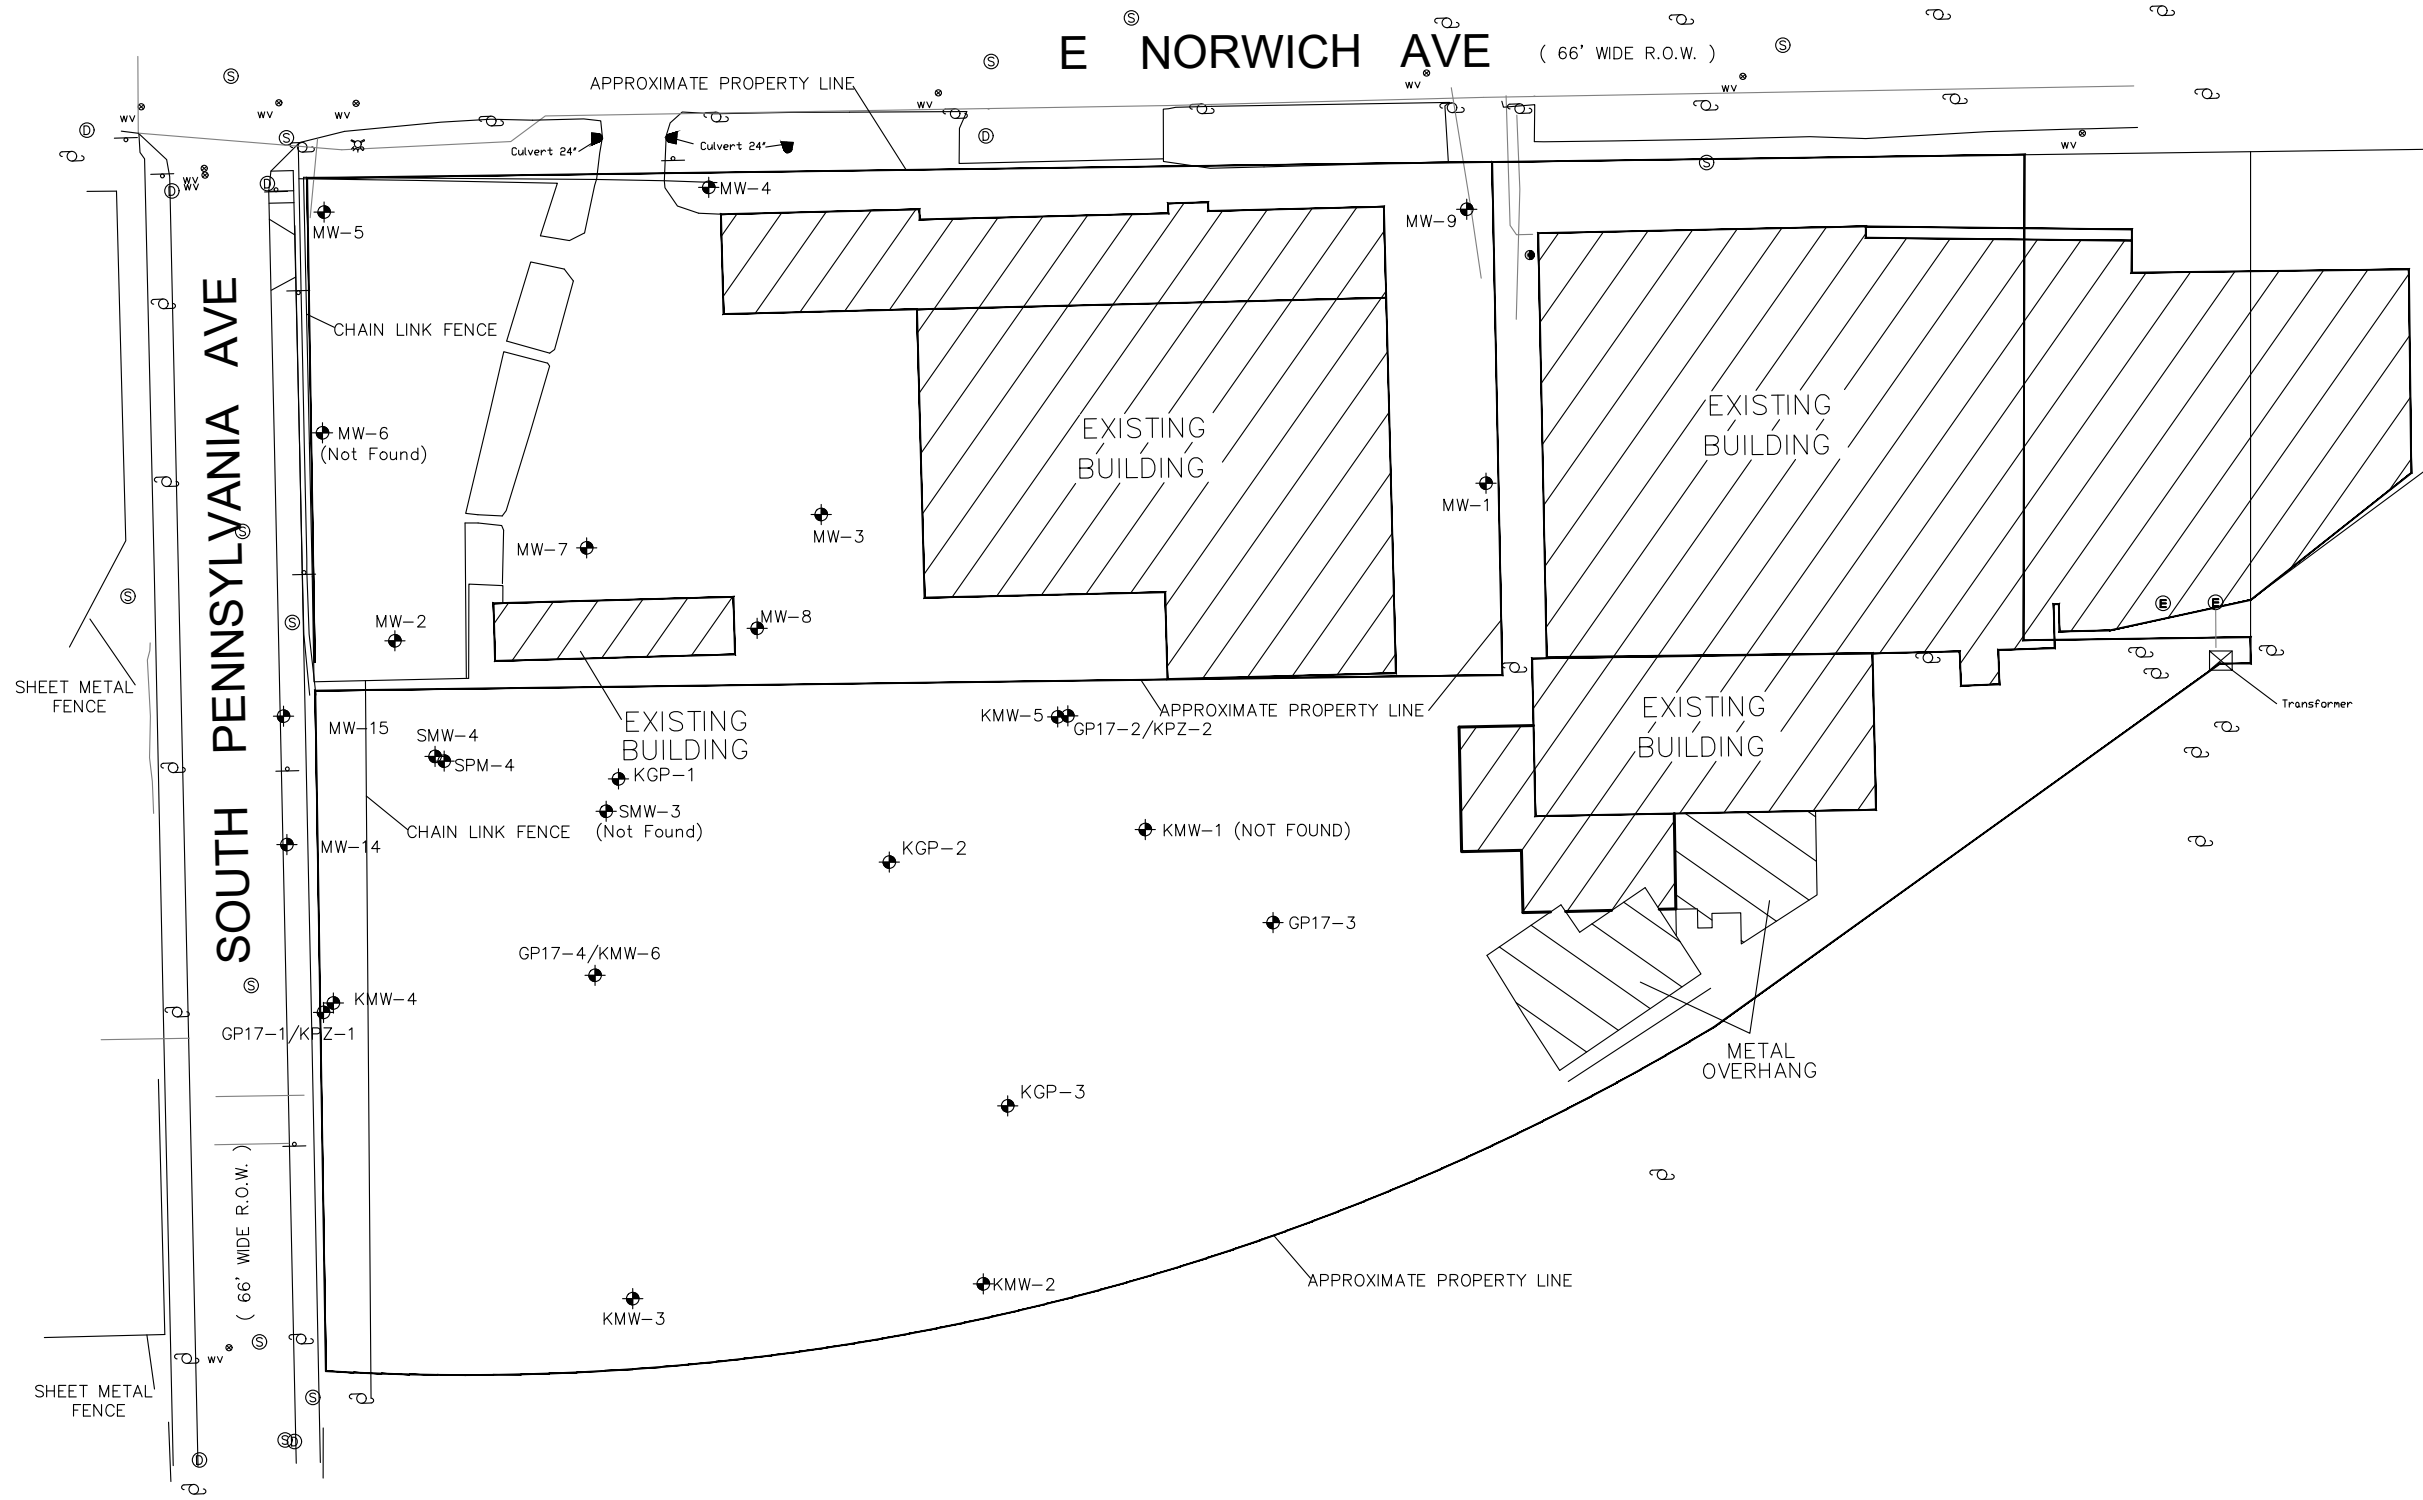 E NORWICH AVE ( 66' WIDE R.O.W. )
APPROXIMATE PROPERTY LINE
S
S
S
S
WV
WV
WV
WV
WV
WV
WV
D
S
D
Culvert 24"
Culvert 24"
S
WV
WV
D
D
MW-4
MW-5
MW-9
SOUTH PENNSYLVANIA AVE
CHAIN LINK FENCE
EXISTING
BUILDING
EXISTING
BUILDING
MW-6
(Not Found)
MW-1
MW-3
MW-7
S
S
S
MW-2
MW-8
E
E
SHEET METAL
FENCE
EXISTING
BUILDING
MW-15
SMW-4
SPM-4
KMW-5
GP17-2/KPZ-2
APPROXIMATE PROPERTY LINE
EXISTING
BUILDING
Transformer
KGP-1
SMW-3
(Not Found)
CHAIN LINK FENCE
KMW-1 (NOT FOUND)
MW-14
KGP-2
GP17-3
GP17-4/KMW-6
S
KMW-4
GP17-1/KPZ-1
METAL
OVERHANG
KGP-3
( 66' WIDE R.O.W. )
KMW-2
APPROXIMATE PROPERTY LINE
KMW-3
S
WV
SHEET METAL
FENCE
S
S
D
D